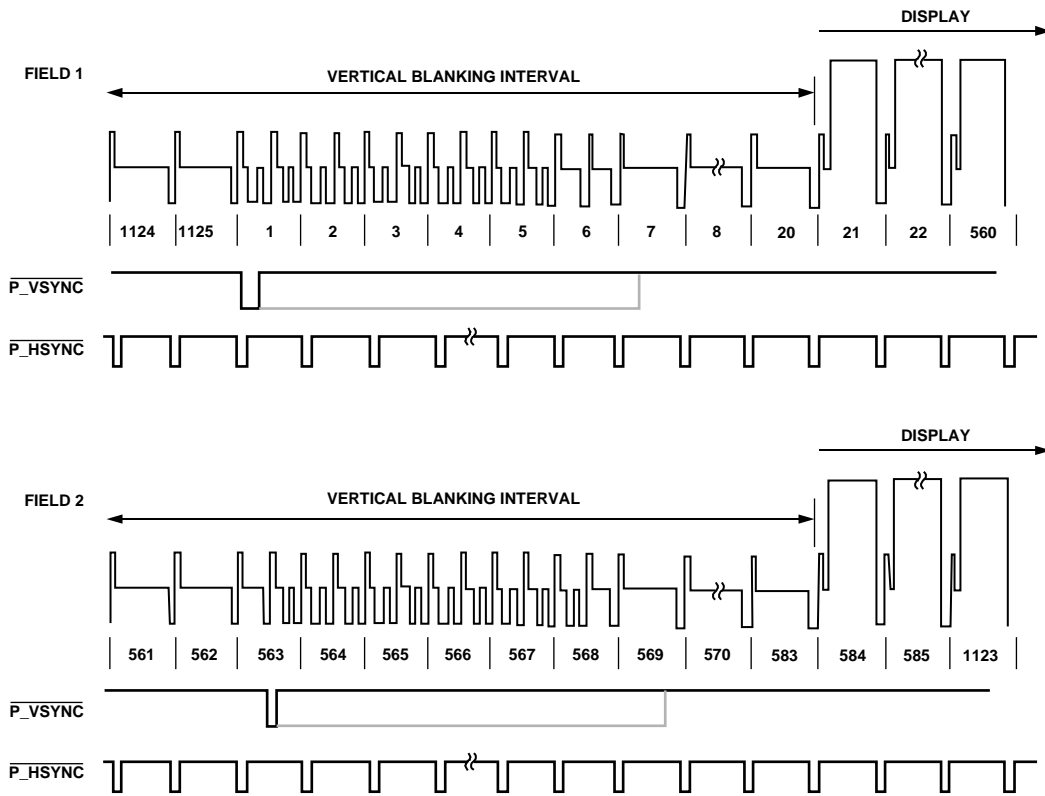 DISPLAY
FIELD 1
VERTICAL BLANKING INTERVAL
1124 1125 1 2 3 4 5 6 7 8 20 21 22 560
P_VSYNC
P_HSYNC
DISPLAY
FIELD 2
VERTICAL BLANKING INTERVAL
561 562 563 564 565 566 567 568 569 570 583 584 585 1123
P_VSYNC
P_HSYNC